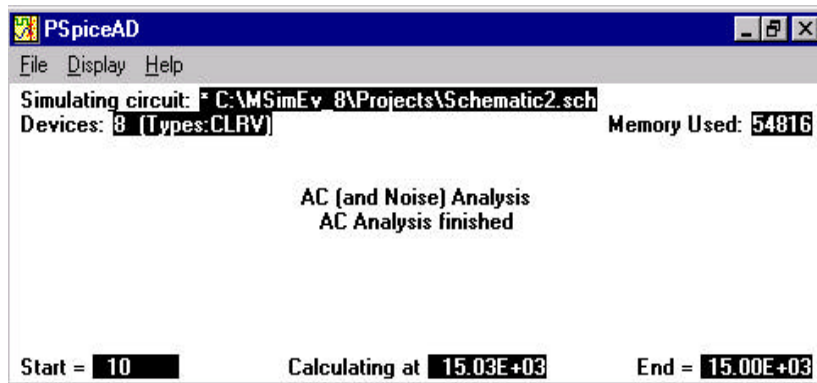 PSpiceAD
File Display Help
Simulating circuit: * C:\MSimEv_8\Projects\Schematic2.sch
Devices: 8 (Types:CLRV) Memory Used: 54816
AC (and Noise) Analysis
AC Analysis finished
Start = 10 Calculating at 15.03E+03 End = 15.00E+03